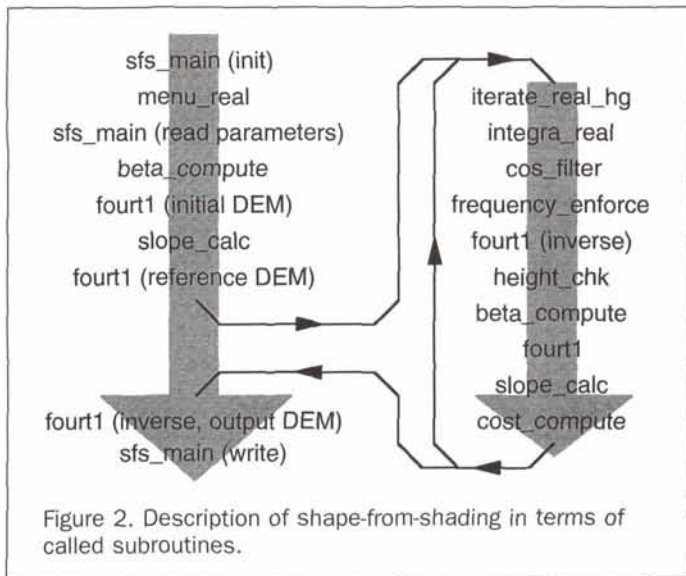 sfs_main (init)
menu_real
sfs_main (read parameters)
beta_compute
fourt1 (initial DEM)
slope_calc
fourt1 (reference DEM)
fourt1 (inverse, output DEM)
sfs_main (write)
iterate_real_hg
integra_real
cos_filter
frequency_enforce
fourt1 (inverse)
height_chk
beta_compute
fourt1
slope_calc
cost_compute
Figure 2. Description of shape-from-shading in terms of
called subroutines.